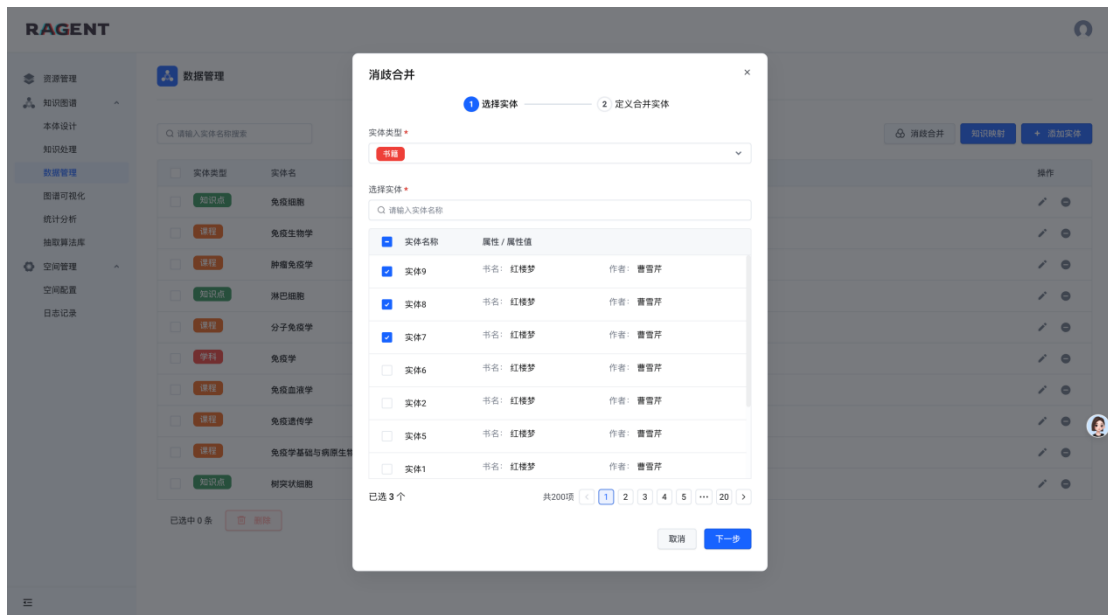 RAGENT
资源管理
知识图谱
本体设计
知识处理
数据管理
图谱可视化
统计分析
抽取算法库
空间管理
空间配置
日志记录
数据管理
请输入实体名称搜索
消歧合并 知识映射 + 添加实体
实体类型 实体名 操作
知识点 免疫细胞
课程 免疫生物学
课程 肿瘤免疫学
知识点 淋巴细胞
课程 分子免疫学
学科 免疫学
课程 免疫血液学
课程 免疫遗传学
课程 免疫学基础与病原生物
知识点 树突状细胞
已选中 0 条 删除
消歧合并 ×
1 选择实体 2 定义合并实体
实体类型 *
书籍
选择实体 *
请输入实体名称
实体名称 属性 / 属性值
实体9 书名: 红楼梦 作者: 曹雪芹
实体8 书名: 红楼梦 作者: 曹雪芹
实体7 书名: 红楼梦 作者: 曹雪芹
实体6 书名: 红楼梦 作者: 曹雪芹
实体2 书名: 红楼梦 作者: 曹雪芹
实体5 书名: 红楼梦 作者: 曹雪芹
实体1 书名: 红楼梦 作者: 曹雪芹
已选 3 个 共200项 < 1 2 3 4 5 ··· 20 >
取消 下一步